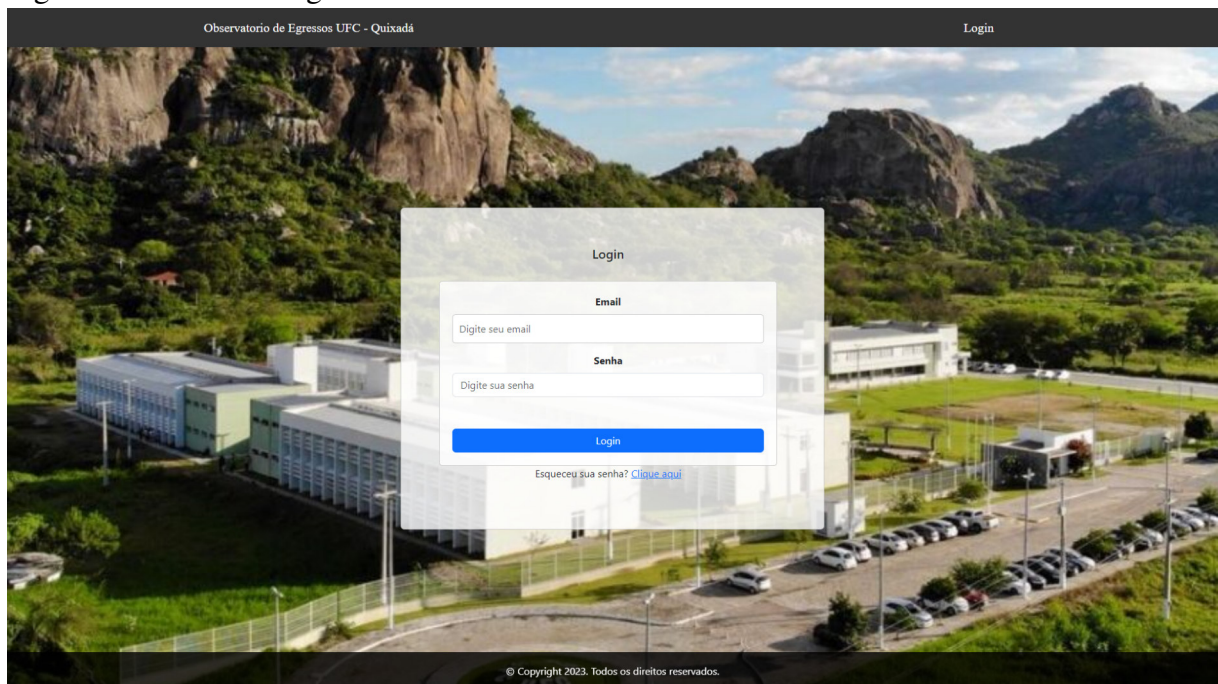 Observatorio de Egressos UFC - Quixadá
Login
Login
Email
Digite seu email
Senha
Digite sua senha
Login
Esqueceu sua senha? Clique aqui
© Copyright 2023. Todos os direitos reservados.